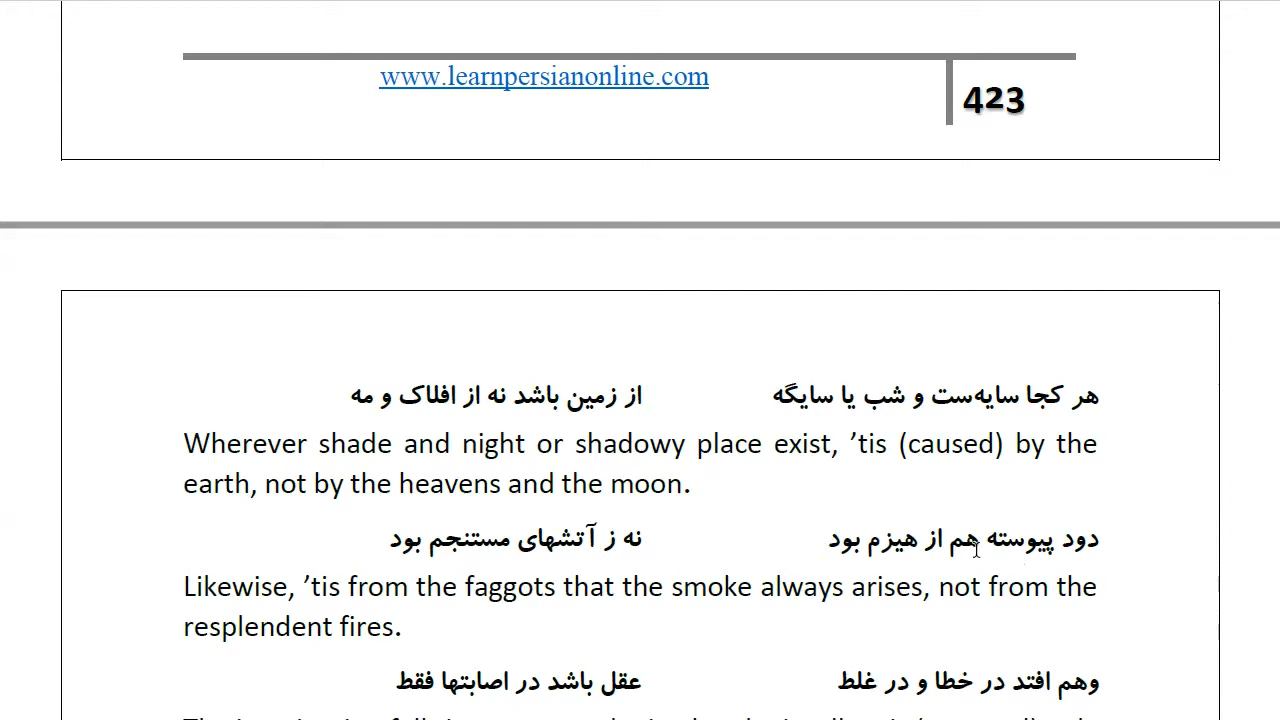 www.learnpersianonline.com
423
هر کجا سایه‌ست و شب یا سایگه از زمین باشد نه از افلاک و مه
Wherever shade and night or shadowy place exist, ’tis (caused) by the
earth, not by the heavens and the moon.
دود پیوسته هم از هیزم بود نه ز آتشهای مستنجم بود
Likewise, ’tis from the faggots that the smoke always arises, not from the
resplendent fires.
وهم افتد در خطا و در غلط عقل باشد در اصابتها فقط